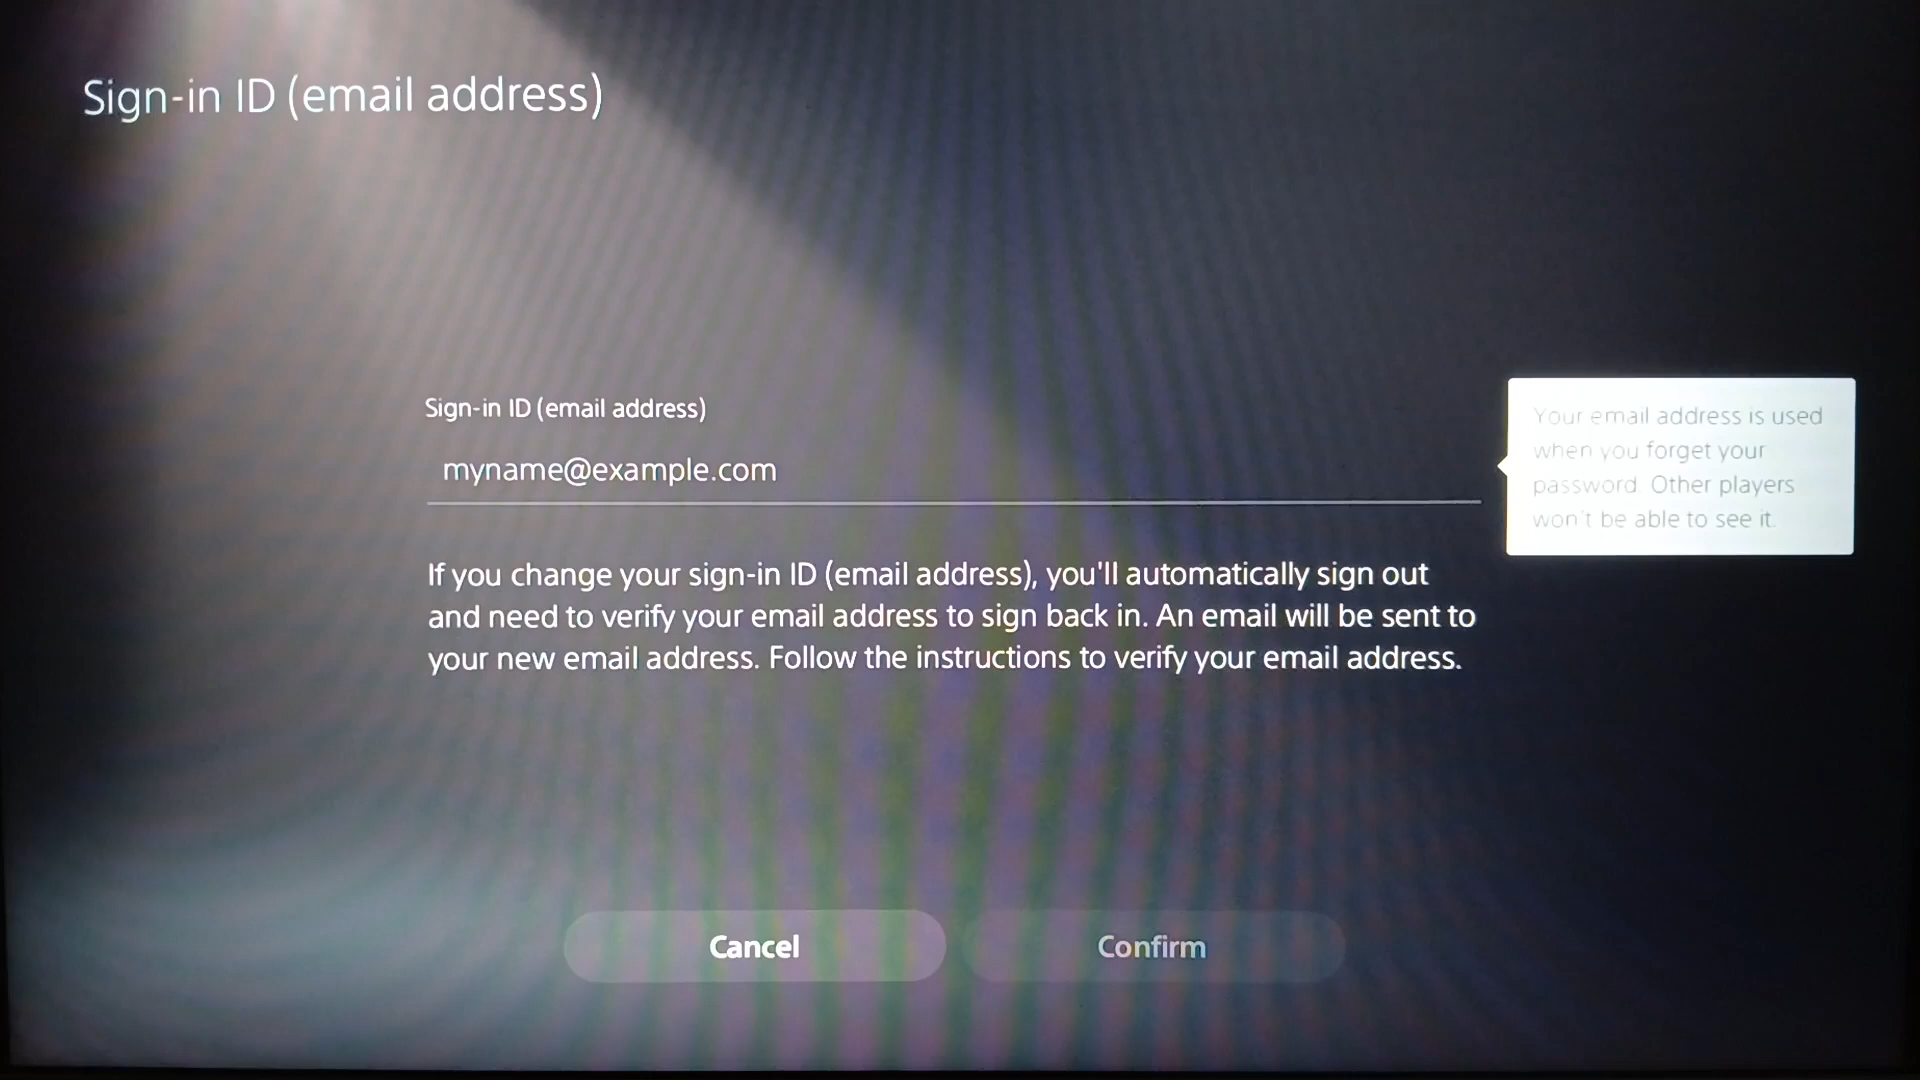 Sign-in ID (email address)
Sign-in ID (email address)
myname@example.com
Your email address is used
when you forget your
password. Other players
won't be able to see it.
If you change your sign-in ID (email address), you'll automatically sign out
and need to verify your email address to sign back in. An email will be sent to
your new email address. Follow the instructions to verify your email address.
Cancel
Confirm